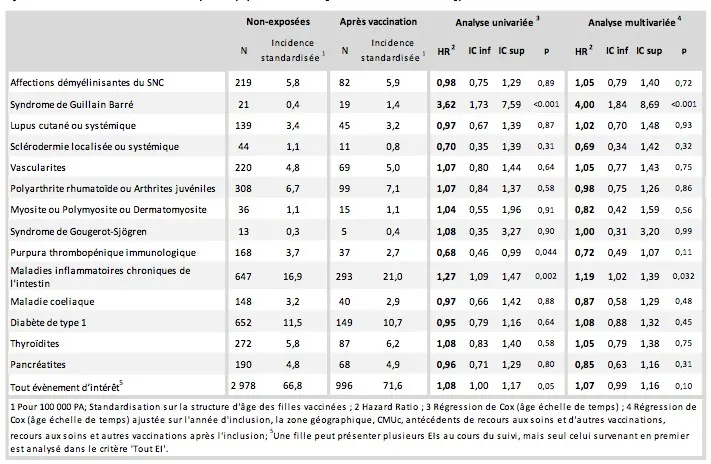 Non-exposées Après vaccination Analyse univariée 3 Analyse multivariée 4
N Incidence standardisée 1 N Incidence standardisée 1 HR2 IC inf IC sup p HR2 IC inf IC sup p
Affections démyélinisantes du SNC 219 5,8 82 5,9 0,98 0,75 1,29 0,89 1,05 0,79 1,40 0,72
Syndrome de Guillain Barré 21 0,4 19 1,4 3,62 1,73 7,59 <0.001 4,00 1,84 8,69 <0.001
Lupus cutané ou systémique 139 3,4 45 3,2 0,97 0,67 1,39 0,87 1,02 0,70 1,48 0,93
Sclérodermie localisée ou systémique 44 1,1 11 0,8 0,70 0,35 1,39 0,31 0,69 0,34 1,42 0,32
Vascularites 220 4,8 69 5,0 1,07 0,80 1,44 0,64 1,05 0,77 1,43 0,75
Polyarthrite rhumatoïde ou Arthrites juvéniles 308 6,7 99 7,1 1,07 0,84 1,37 0,58 0,98 0,75 1,26 0,86
Myosite ou Polymyosite ou Dermatomyosite 36 1,1 15 1,1 1,04 0,55 1,96 0,91 0,82 0,42 1,59 0,56
Syndrome de Gougerot-Sjögren 13 0,3 5 0,4 1,08 0,35 3,27 0,90 1,00 0,31 3,20 0,99
Purpura thrombopénique immunologique 168 3,7 37 2,7 0,68 0,46 0,99 0,044 0,72 0,49 1,07 0,11
Maladies inflammatoires chroniques de
l'intestin 647 16,9 293 21,0 1,27 1,09 1,47 0,002 1,19 1,02 1,39 0,032
Maladie coeliaque 148 3,2 40 2,9 0,97 0,66 1,42 0,88 0,87 0,58 1,29 0,48
Diabète de type 1 652 11,5 149 10,7 0,95 0,79 1,16 0,64 1,08 0,88 1,32 0,45
Thyroïdites 272 5,8 87 6,2 1,08 0,83 1,40 0,58 1,05 0,79 1,38 0,75
Pancréatites 190 4,8 68 4,9 0,96 0,71 1,29 0,80 0,85 0,63 1,16 0,31
Tout évènement d'intérêt5 2 978 66,8 996 71,6 1,08 1,00 1,17 0,05 1,07 0,99 1,16 0,10
1 Pour 100 000 PA; Standardisation sur la structure d'âge des filles vaccinées ; 2 Hazard Ratio ; 3 Régression de Cox (âge échelle de temps) ; 4 Régression de
Cox (âge échelle de temps) ajustée sur l'année d'inclusion, la zone géographique, CMUc, antécédents de recours aux soins et d'autres vaccinations,
recours aux soins et autres vaccinations après l'inclusion; 5Une fille peut présenter plusieurs EIs au cours du suivi, mais seul celui survenant en premier
est analysé dans le critère 'Tout EI'.